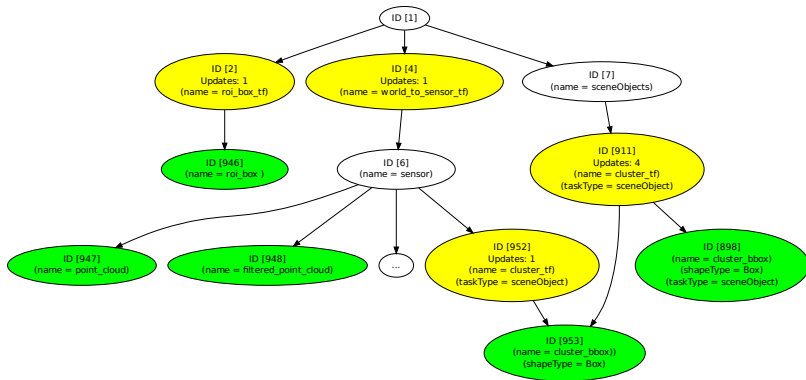 ID [1]
ID [2]
Updates: 1
(name = roi_box_tf)
ID [4]
Updates: 1
(name = world_to_sensor_tf)
ID [7]
(name = sceneObjects)
ID [946]
(name = roi_box )
ID [6]
(name = sensor)
ID [911]
Updates: 4
(name = cluster_tf)
(taskType = sceneObject)
ID [947]
(name = point_cloud)
ID [948]
(name = filtered_point_cloud)
...
ID [952]
Updates: 1
(name = cluster_tf)
(taskType = sceneObject)
ID [898]
(name = cluster_bbox)
(shapeType = Box)
(taskType = sceneObject)
ID [953]
(name = cluster_bbox))
(shapeType = Box)